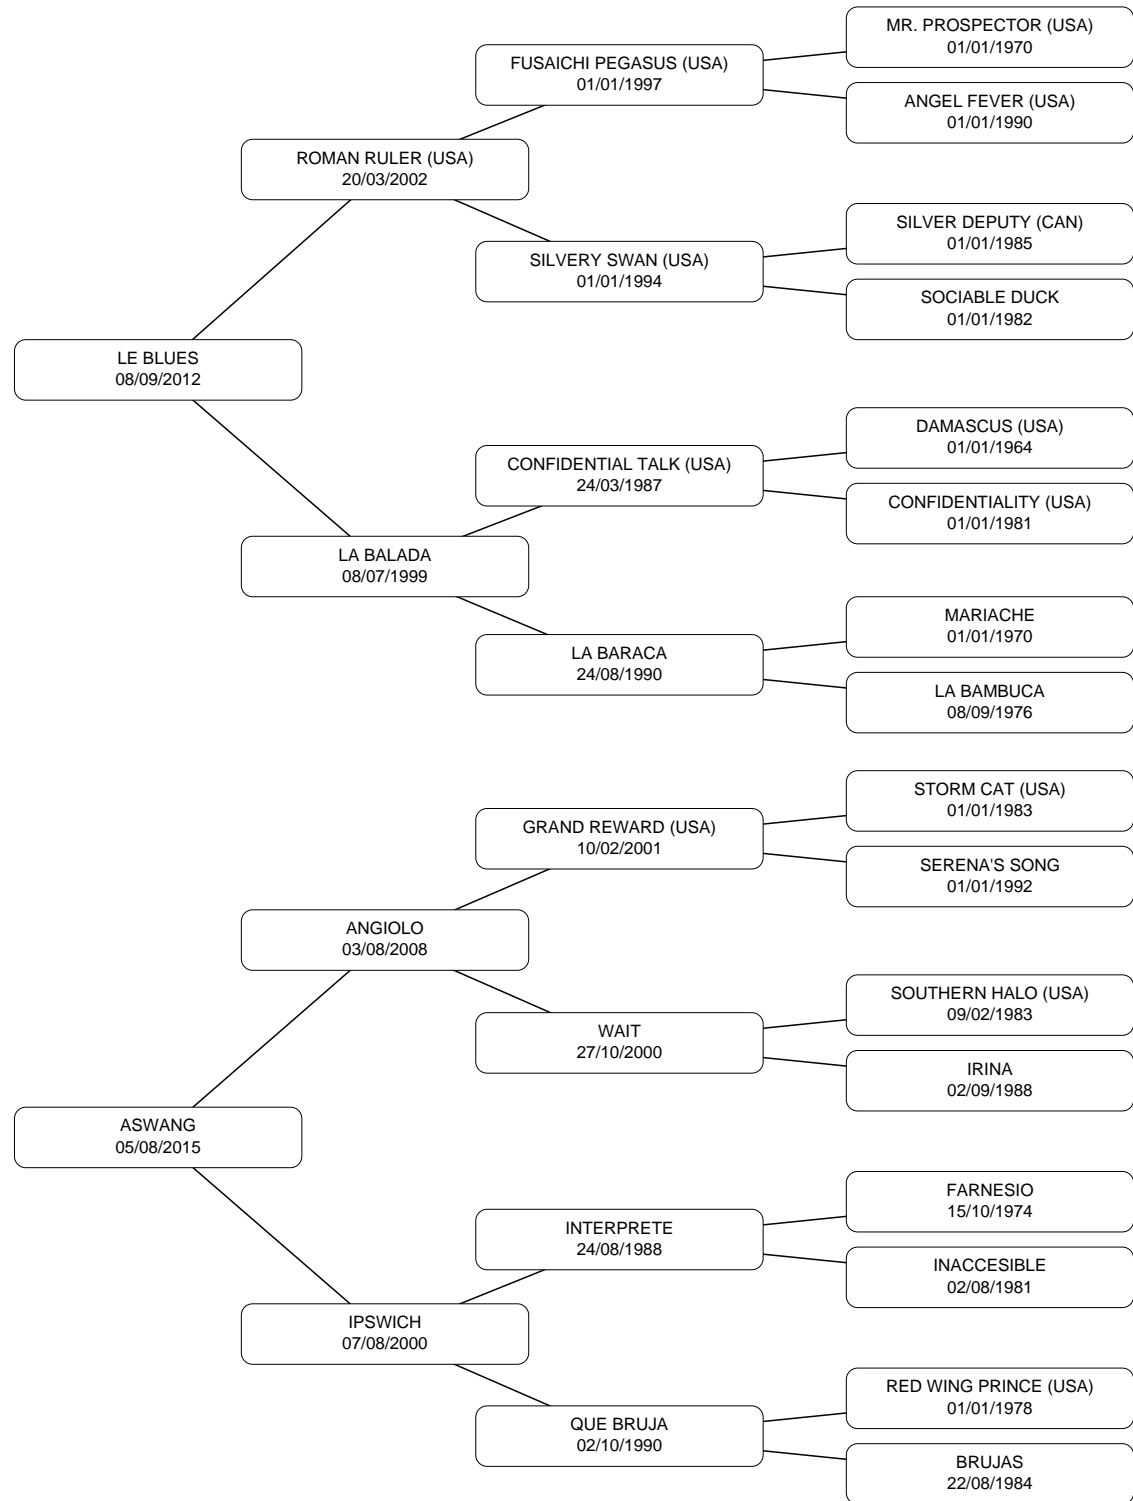 MR. PROSPECTOR (USA)
01/01/1970
FUSAICHI PEGASUS (USA)
01/01/1997
ANGEL FEVER (USA)
01/01/1990
ROMAN RULER (USA)
20/03/2002
SILVER DEPUTY (CAN)
01/01/1985
SILVERY SWAN (USA)
01/01/1994
SOCIABLE DUCK
01/01/1982
LE BLUES
08/09/2012
DAMASCUS (USA)
01/01/1964
CONFIDENTIAL TALK (USA)
24/03/1987
CONFIDENTIALITY (USA)
01/01/1981
LA BALADA
08/07/1999
MARIACHE
01/01/1970
LA BARACA
24/08/1990
LA BAMBUCA
08/09/1976
STORM CAT (USA)
01/01/1983
GRAND REWARD (USA)
10/02/2001
SERENA'S SONG
01/01/1992
ANGIOLO
03/08/2008
SOUTHERN HALO (USA)
09/02/1983
WAIT
27/10/2000
IRINA
02/09/1988
ASWANG
05/08/2015
FARNESIO
15/10/1974
INTERPRETE
24/08/1988
INACCESIBLE
02/08/1981
IPSWICH
07/08/2000
RED WING PRINCE (USA)
01/01/1978
QUE BRUJA
02/10/1990
BRUJAS
22/08/1984